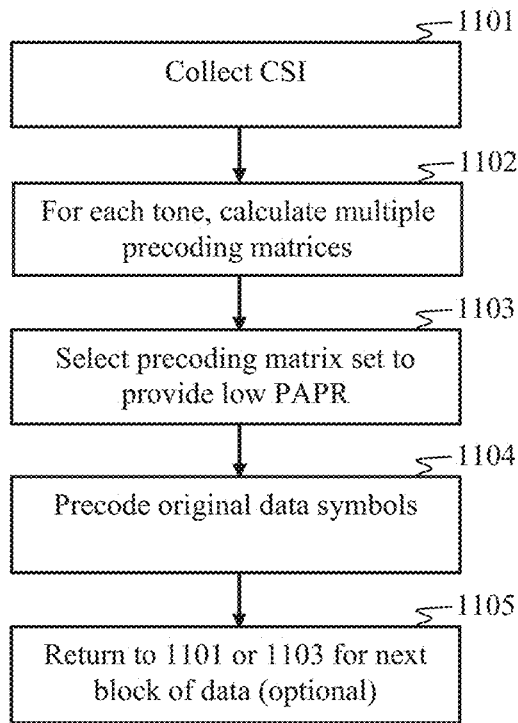 1101
Collect CSI
1102
For each tone, calculate multiple
precoding matrices
1103
Select precoding matrix set to
provide low PAPR
1104
Precode original data symbols
1105
Return to 1101 or 1103 for next
block of data (optional)